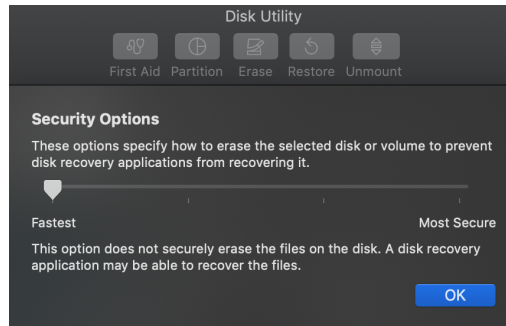 Disk Utility
First Aid Partition Erase Restore Unmount
Security Options
These options specify how to erase the selected disk or volume to prevent
disk recovery applications from recovering it.
Fastest Most Secure
This option does not securely erase the files on the disk. A disk recovery
application may be able to recover the files.
OK